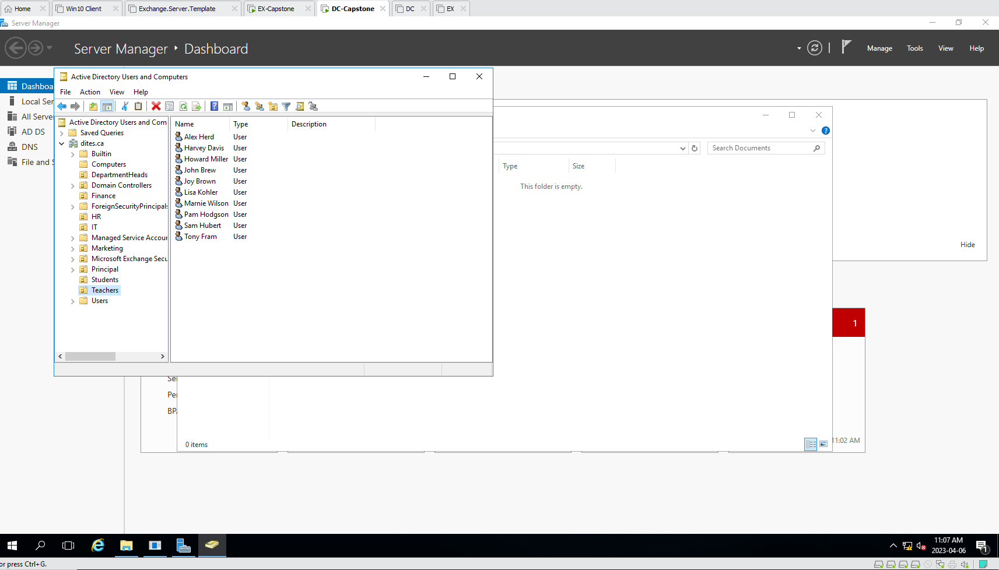 Home
Win10 Client
Exchange.Server.Template
EX-Capstone
DC-Capstone
DC
EX
Server Manager
Server Manager
Dashboard
Manage
Tools
View
Help
Dashboa
Local Ser
All Serve
AD DS
DNS
File and S
Active Directory Users and Computers
File
Action
View
Help
Active Directory Users and Com
Saved Queries
dites.ca
Builtin
Computers
DepartmentHeads
Domain Controllers
Finance
ForeignSecurityPrincipals
HR
IT
Managed Service Accour
Marketing
Microsoft Exchange Secu
Principal
Students
Teachers
Users
Name Type Description
Alex Herd User
Harvey Davis User
Howard Miller User
John Brew User
Joy Brown User
Lisa Kohler User
Marnie Wilson User
Pam Hodgson User
Sam Hubert User
Tony Fram User
Search Documents
Type Size
This folder is empty.
Hide
1
Ser
Per
BPA
0 items
11:02 AM
11:07 AM
2023-04-06
1
or press Ctrl+G.